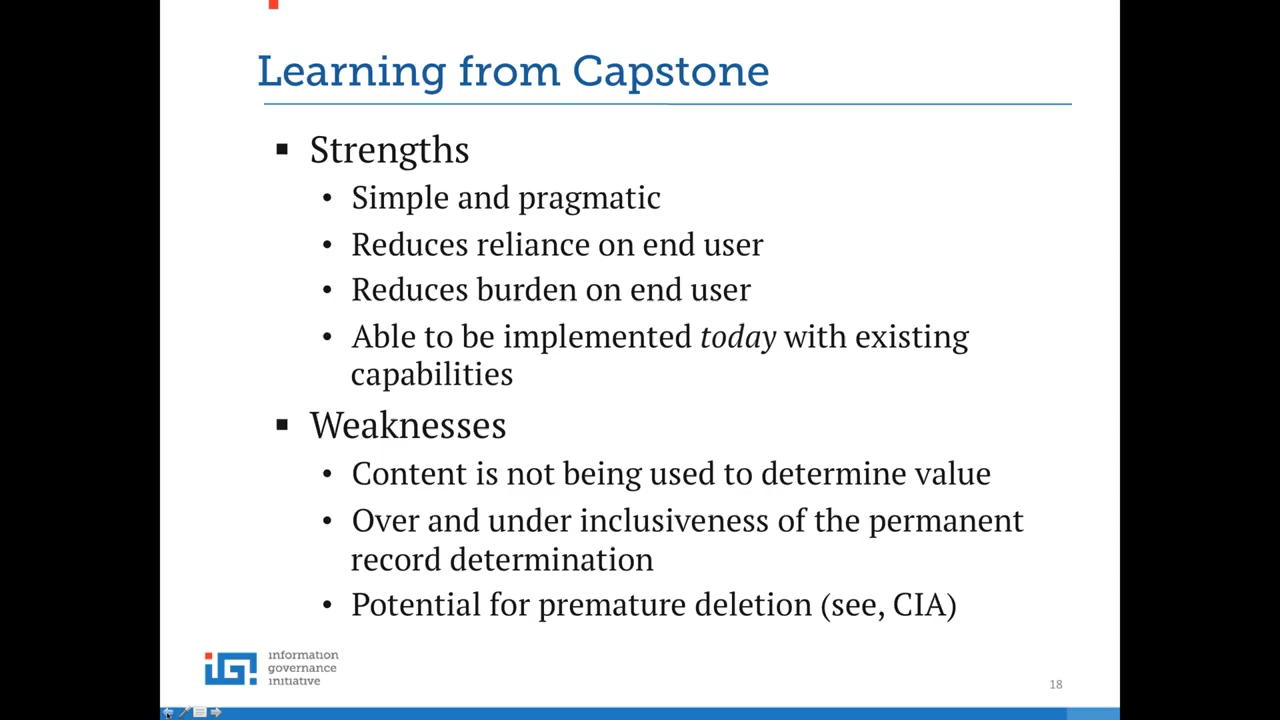 Learning from Capstone
▪ Strengths
• Simple and pragmatic
• Reduces reliance on end user
• Reduces burden on end user
• Able to be implemented today with existing
capabilities
▪ Weaknesses
• Content is not being used to determine value
• Over and under inclusiveness of the permanent
record determination
• Potential for premature deletion (see, CIA)
iG!
information
governance
initiative
18